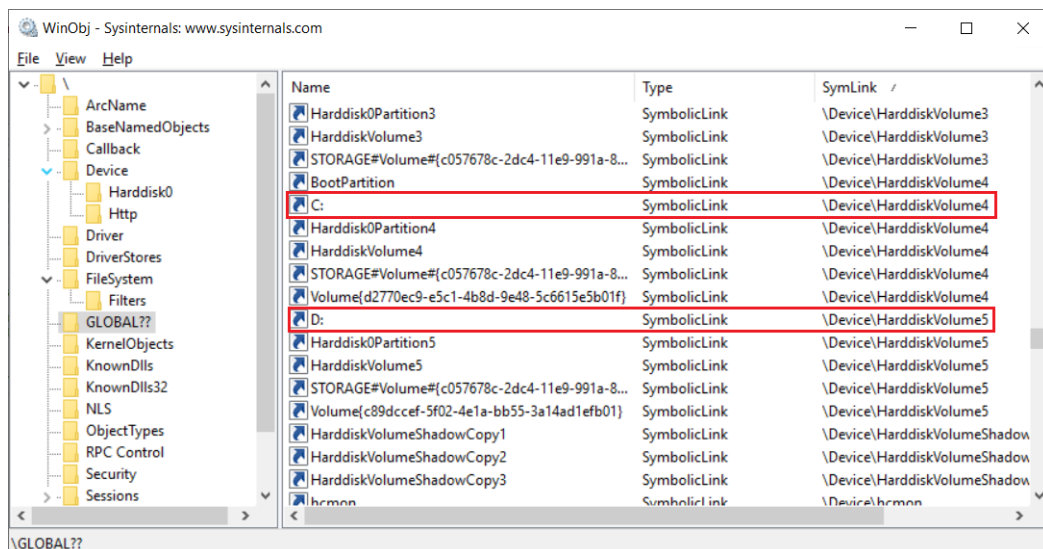 WinObj - Sysinternals: www.sysinternals.com
File View Help
\
ArcName
BaseNamedObjects
Callback
Device
Harddisk0
Http
Driver
DriverStores
FileSystem
Filters
GLOBAL??
KernelObjects
KnownDlls
KnownDlls32
NLS
ObjectTypes
RPC Control
Security
Sessions
Name Type SymLink
Harddisk0Partition3 SymbolicLink \Device\HarddiskVolume3
HarddiskVolume3 SymbolicLink \Device\HarddiskVolume3
STORAGE#Volume#{c057678c-2dc4-11e9-991a-8... SymbolicLink \Device\HarddiskVolume3
BootPartition SymbolicLink \Device\HarddiskVolume4
C: SymbolicLink \Device\HarddiskVolume4
Harddisk0Partition4 SymbolicLink \Device\HarddiskVolume4
HarddiskVolume4 SymbolicLink \Device\HarddiskVolume4
STORAGE#Volume#{c057678c-2dc4-11e9-991a-8... SymbolicLink \Device\HarddiskVolume4
Volume{d2770ec9-e5c1-4b8d-9e48-5c6615e5b01f} SymbolicLink \Device\HarddiskVolume4
D: SymbolicLink \Device\HarddiskVolume5
Harddisk0Partition5 SymbolicLink \Device\HarddiskVolume5
HarddiskVolume5 SymbolicLink \Device\HarddiskVolume5
STORAGE#Volume#{c057678c-2dc4-11e9-991a-8... SymbolicLink \Device\HarddiskVolume5
Volume{c89dccef-5f02-4e1a-bb55-3a14ad1efb01} SymbolicLink \Device\HarddiskVolume5
HarddiskVolumeShadowCopy1 SymbolicLink \Device\HarddiskVolumeShadow
HarddiskVolumeShadowCopy2 SymbolicLink \Device\HarddiskVolumeShadow
HarddiskVolumeShadowCopy3 SymbolicLink \Device\HarddiskVolumeShadow
hcmon SymbolicLink \Device\hcmon
\GLOBAL??